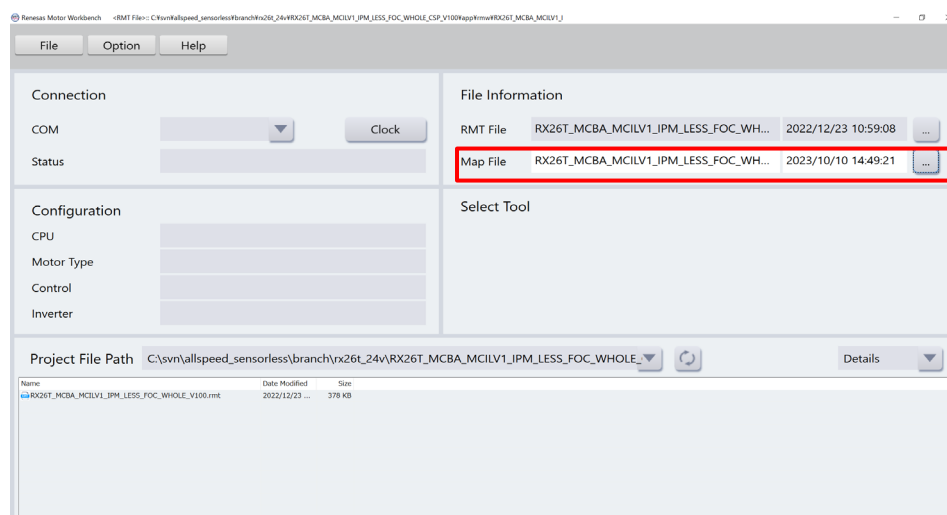 Renesas Motor Workbench <RMT File>:: C:¥svn¥allspeed_sensorless¥branch¥rx26t_24v¥RX26T_MCBA_MCILV1_IPM_LESS_FOC_WHOLE_CSP_V100¥app¥rmw¥RX26T_MCBA_MCILV1_I
File Option Help
Connection
COM Clock
Status
File Information
RMT File RX26T_MCBA_MCILV1_IPM_LESS_FOC_WH... 2022/12/23 10:59:08 ...
Map File RX26T_MCBA_MCILV1_IPM_LESS_FOC_WH... 2023/10/10 14:49:21 ...
Configuration
CPU
Motor Type
Control
Inverter
Select Tool
Project File Path C:\svn\allspeed_sensorless\branch\rx26t_24v\RX26T_MCBA_MCILV1_IPM_LESS_FOC_WHOLE_ Details
Name Date Modified Size
RX26T_MCBA_MCILV1_IPM_LESS_FOC_WHOLE_V100.rmt 2022/12/23 ... 378 KB